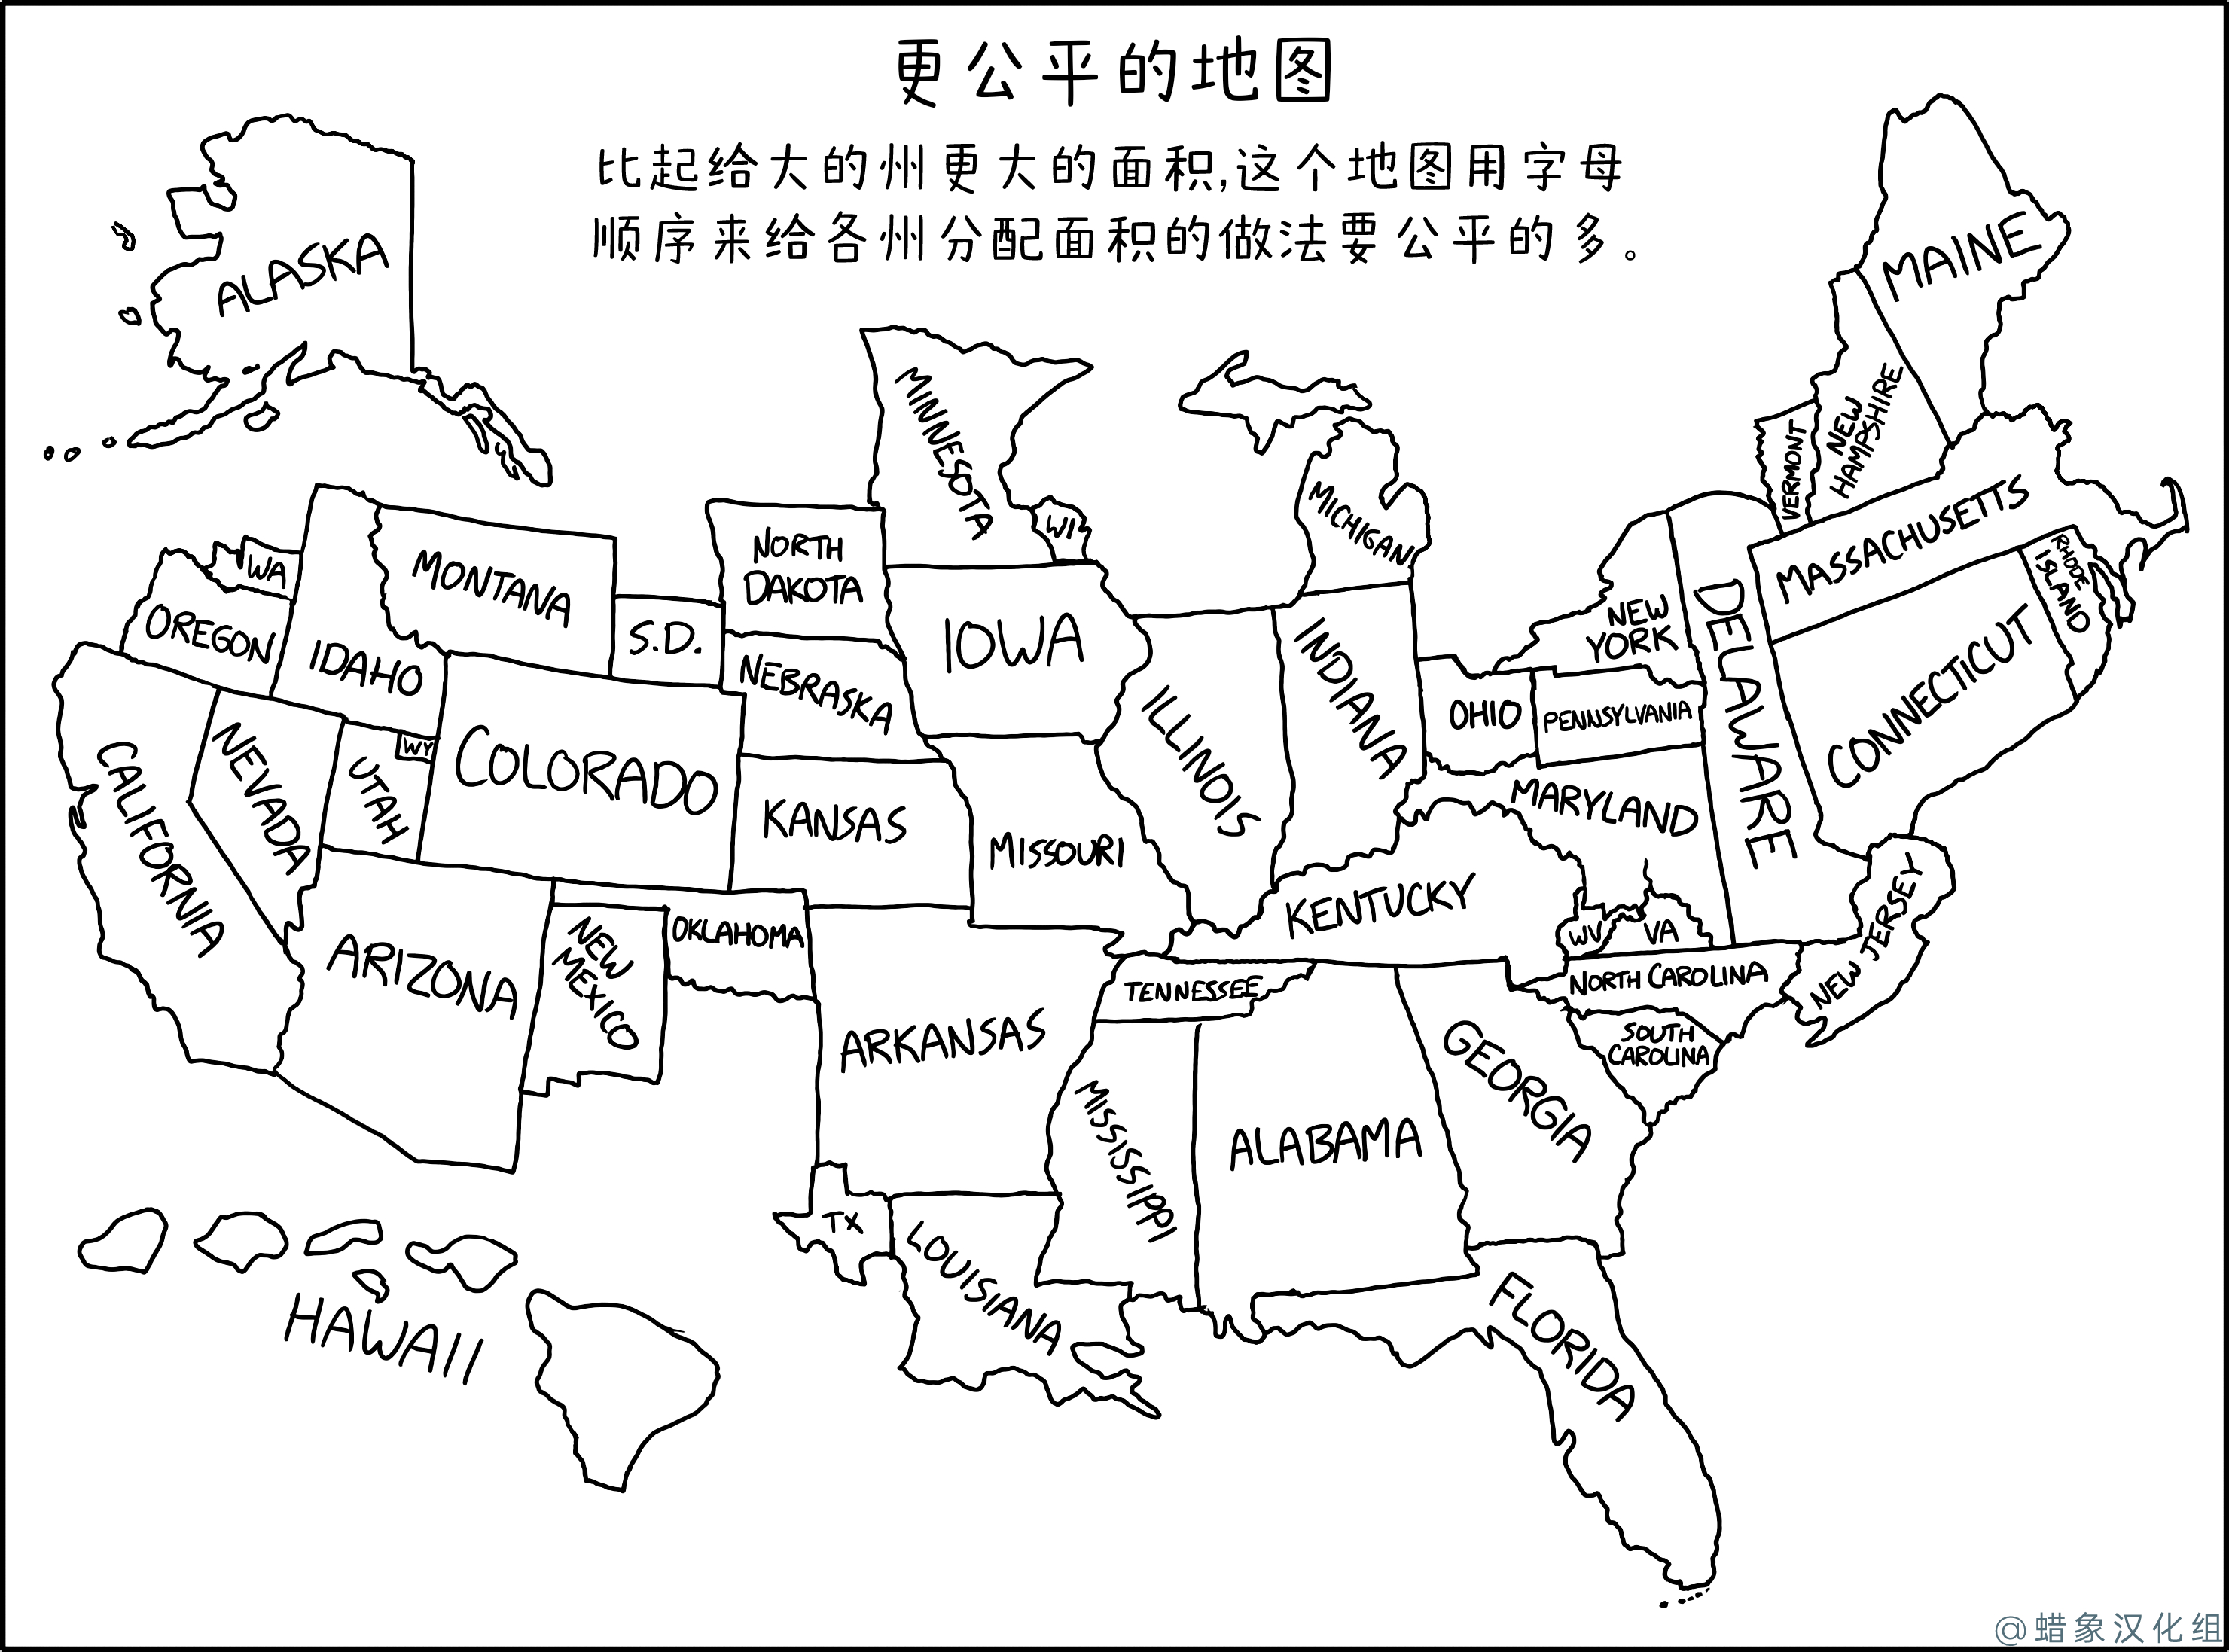 更公平的地图
比起给大的州更大的面积,这个地图用字母
顺序来给各州分配面积的做法要公平的多。
ALASKA
MAINE
MINNESOTA
WI
MICHIGAN
VERMONT
NEW
HAMPSHIRE
MASSACHUSETTS
RHODE
ISLAND
CONNECTICUT
WA
OREGON
IDAHO
MONTANA
NORTH
DAKOTA
S.D.
NEBRASKA
IOWA
ILLINOIS
INDIANA
OHIO
PENNSYLVANIA
NEW
YORK
DELAWARE
CALIFORNIA
NEVADA
UTAH
WY
COLORADO
KANSAS
MISSOURI
KENTUCKY
MARYLAND
WV
VA
NEW JERSEY
ARIZONA
NEW
MEXICO
OKLAHOMA
ARKANSAS
TENNESSEE
NORTH CAROLINA
SOUTH
CAROLINA
MISSISSIPPI
ALABAMA
GEORGIA
TX
LOUISIANA
FLORIDA
HAWAII
@蜡象汉化组